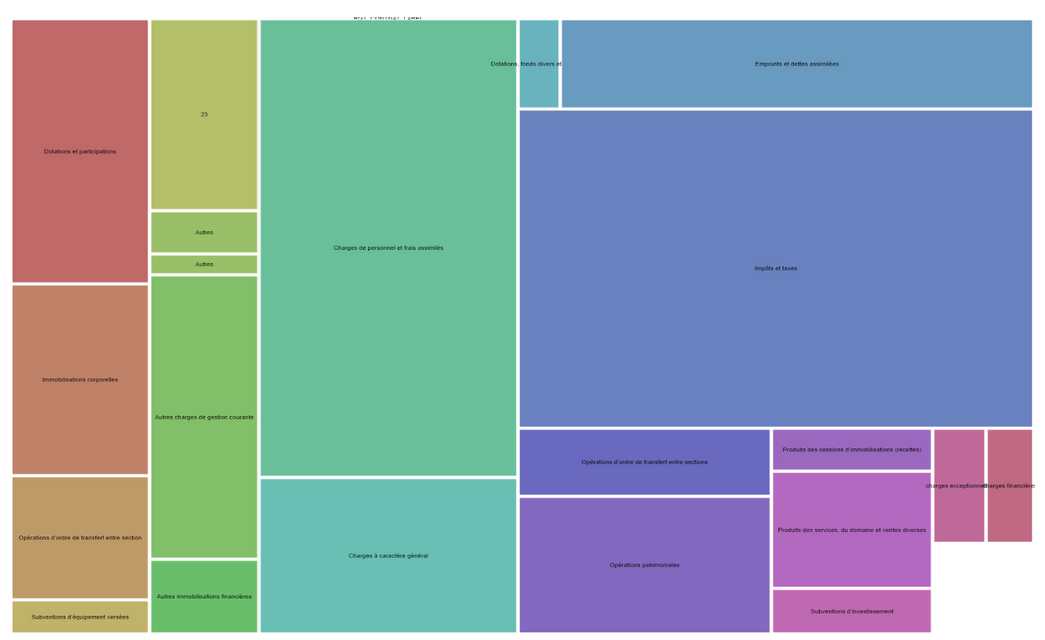 Dotations et participations
Immobilisations corporelles
Opérations d'ordre de transfert entre section
Subventions d'équipement versées
23
Autres
Autres
Autres charges de gestion courante
Autres immobilisations financières
Charges de personnel et frais assimilés
Charges à caractère général
Dotations, fonds divers et
Emprunts et dettes assimilées
Impôts et taxes
Opérations d'ordre de transfert entre sections
Opérations patrimoniales
Produits des cessions d'immobilisations (recettes)
Produits des services, du domaine et ventes diverses
Subventions d'investissement
charges
charges financière